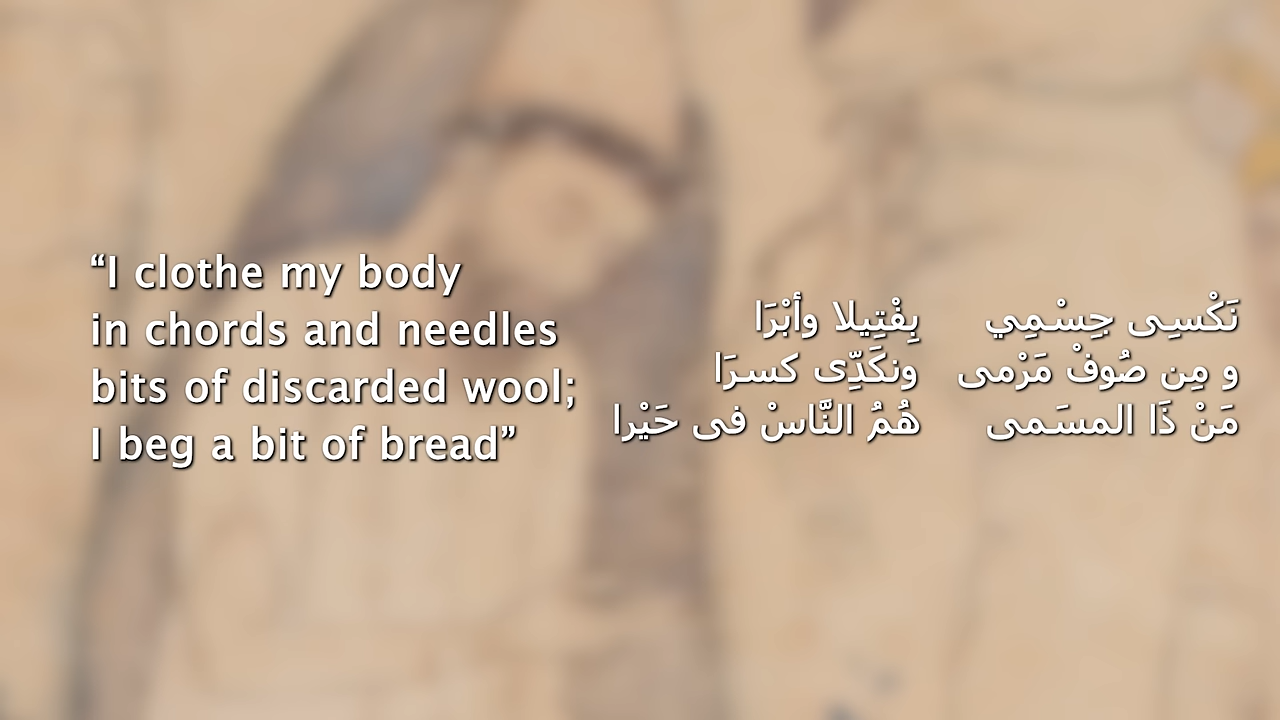 “I clothe my body
in chords and needles
bits of discarded wool;
I beg a bit of bread”
نَكْسِى جِسْمِي بِفْتِيلا وأبْرَا
و مِن صُوفْ مَرْمى ونكَدِّى كسرَا
مَنْ ذَا المسَمى هُمُ النَّاسْ فى حَيْرا